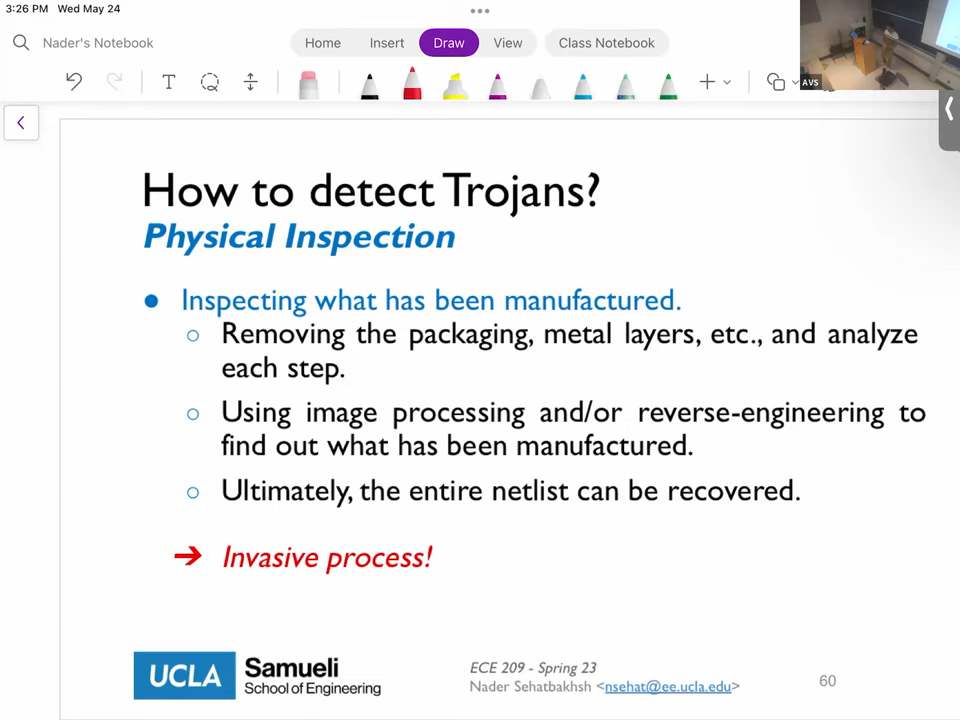 3:26 PM Wed May 24
Nader's Notebook
Home Insert Draw View Class Notebook
T
AVS
How to detect Trojans?
Physical Inspection
● Inspecting what has been manufactured.
○ Removing the packaging, metal layers, etc., and analyze
each step.
○ Using image processing and/or reverse-engineering to
find out what has been manufactured.
○ Ultimately, the entire netlist can be recovered.
➔ Invasive process!
UCLA Samueli
School of Engineering
ECE 209 - Spring 23
Nader Sehatbakhsh <nsehat@ee.ucla.edu>
60